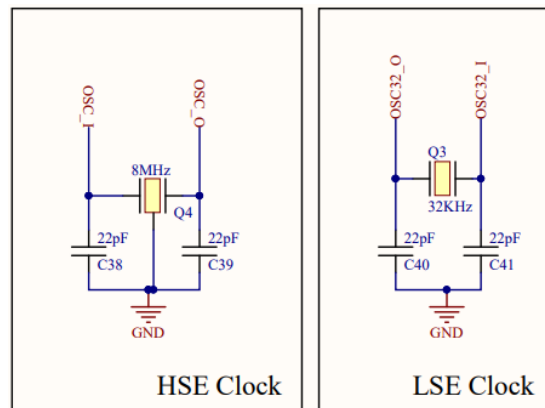 OSC_I
OSC_O
8MHz
Q4
22pF
C38
22pF
C39
GND
HSE Clock
OSC32_O
OSC32_I
Q3
32KHz
22pF
C40
22pF
C41
GND
LSE Clock